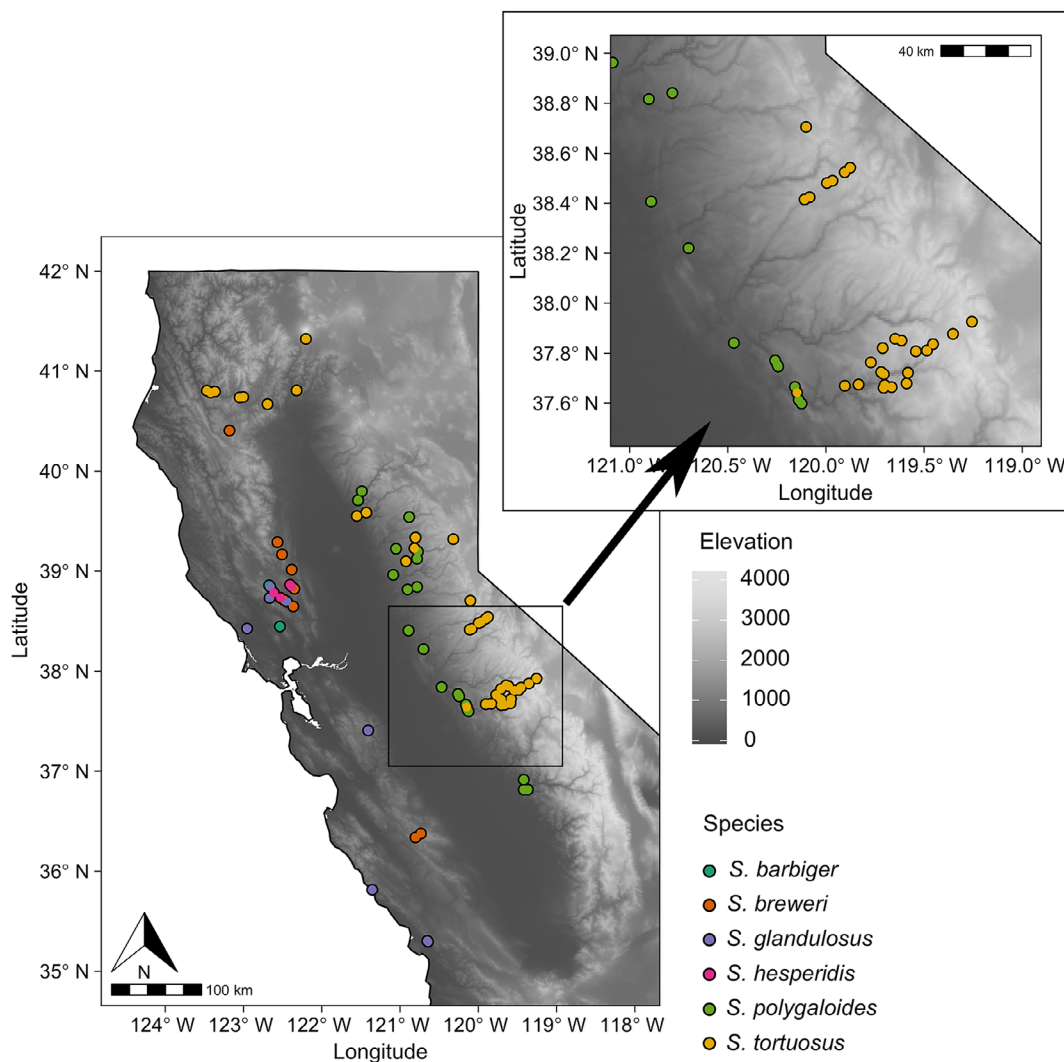 39.0° N
38.8° N
38.6° N
38.4° N
38.2° N
38.0° N
37.8° N
37.6° N
Latitude
40 km
121.0° W
120.5° W
120.0° W
119.5° W
119.0° W
Longitude
42° N
41° N
40° N
39° N
38° N
37° N
36° N
35° N
Latitude
N
100 km
124° W
123° W
122° W
121° W
120° W
119° W
118° W
Longitude
Elevation
4000
3000
2000
1000
0
Species
S. barbiger
S. breweri
S. glandulosus
S. hesperidis
S. polygaloides
S. tortuosus